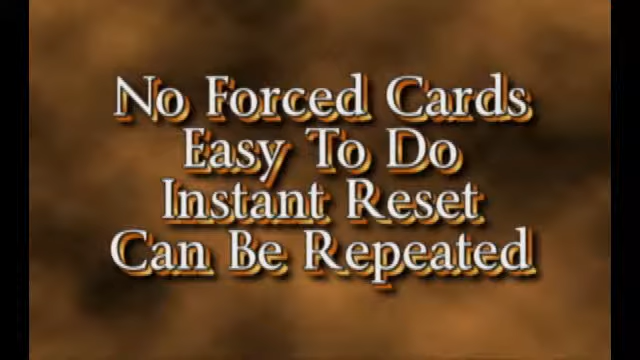 No Forced Cards
Easy To Do
Instant Reset
Can Be Repeated